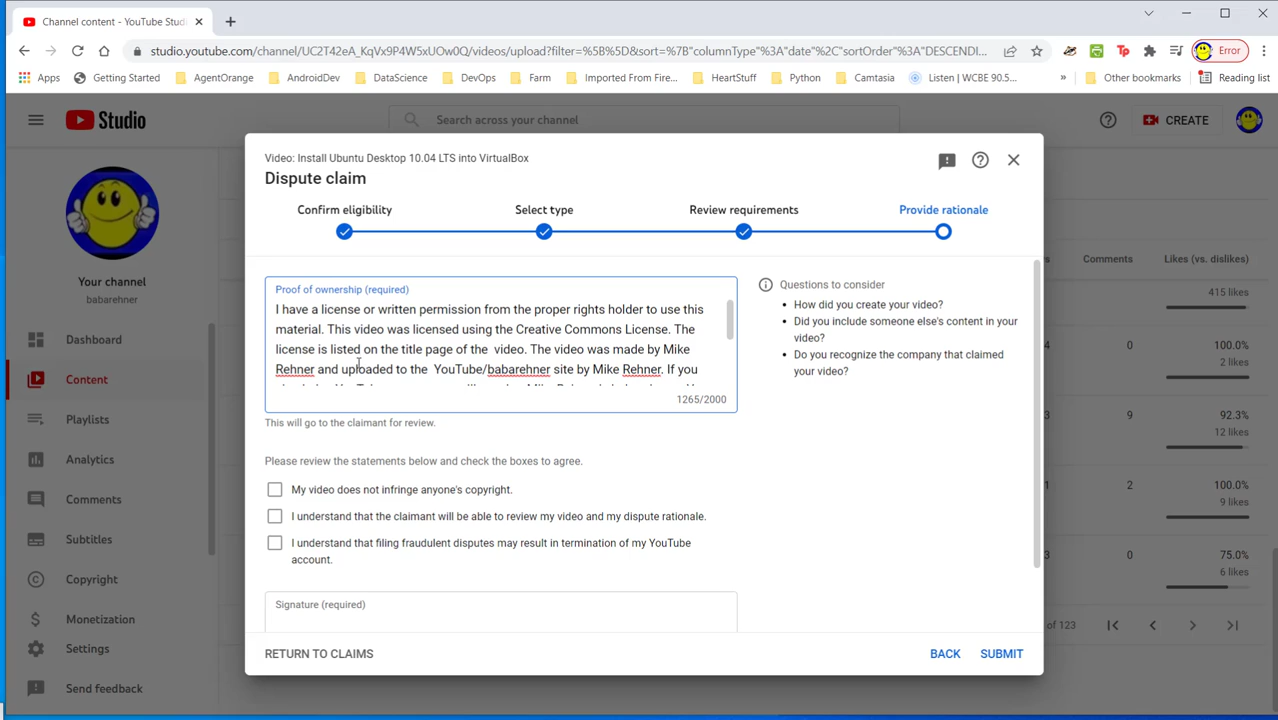 Channel content - YouTube Stud
studio.youtube.com/channel/UC2T42eA_KqVx9P4W5xUOw0Q/videos/upload?filter=%5B%5D&sort=%7B"columnType"%3A"date"%2C"sortOrder"%3A"DESCENDI...
Error
Apps Getting Started AgentOrange AndroidDev DataScience DevOps Farm Imported From Fire... HeartStuff Python Camtasia Listen | WCBE 90.5... » Other bookmarks Reading list
Studio
Search across your channel
CREATE
Your channel
babarehner
Dashboard
Content
Playlists
Analytics
Comments
Subtitles
Copyright
Monetization
Settings
Send feedback
Video: Install Ubuntu Desktop 10.04 LTS into VirtualBox
Dispute claim
Confirm eligibility
Select type
Review requirements
Provide rationale
Proof of ownership (required)
I have a license or written permission from the proper rights holder to use this
material. This video was licensed using the Creative Commons License. The
license is listed on the title page of the video. The video was made by Mike
Rehner and uploaded to the YouTube/babarehner site by Mike Rehner. If you
1265/2000
This will go to the claimant for review.
Please review the statements below and check the boxes to agree.
My video does not infringe anyone's copyright.
I understand that the claimant will be able to review my video and my dispute rationale.
I understand that filing fraudulent disputes may result in termination of my YouTube
account.
Signature (required)
Questions to consider
• How did you create your video?
• Did you include someone else's content in your
video?
• Do you recognize the company that claimed
your video?
RETURN TO CLAIMS
BACK
SUBMIT
Comments
Likes (vs. dislikes)
415 likes
0
100.0%
2 likes
9
92.3%
12 likes
2
100.0%
9 likes
0
75.0%
6 likes
of 123